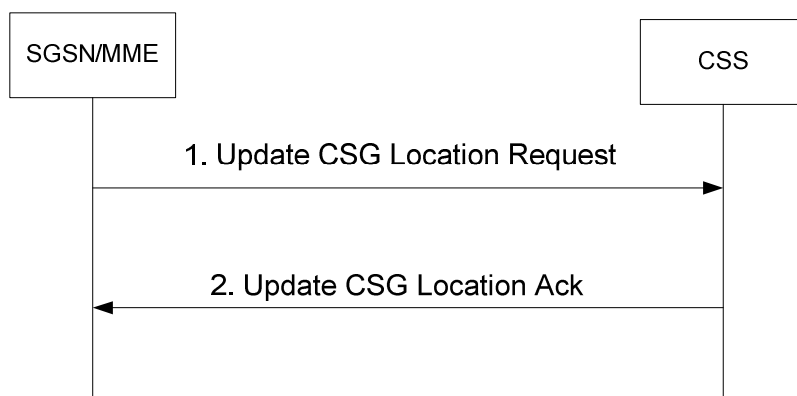 SGSN/MME
CSS
1. Update CSG Location Request
2. Update CSG Location Ack